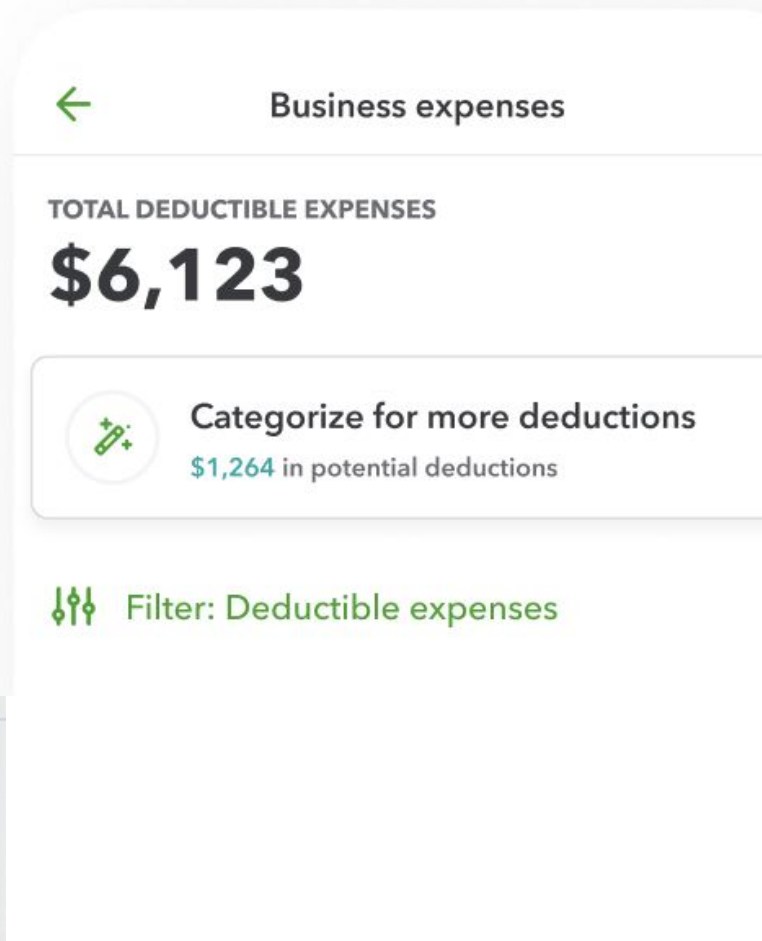 Business expenses
TOTAL DEDUCTIBLE EXPENSES
$6,123
Categorize for more deductions
$1,264 in potential deductions
Filter: Deductible expenses